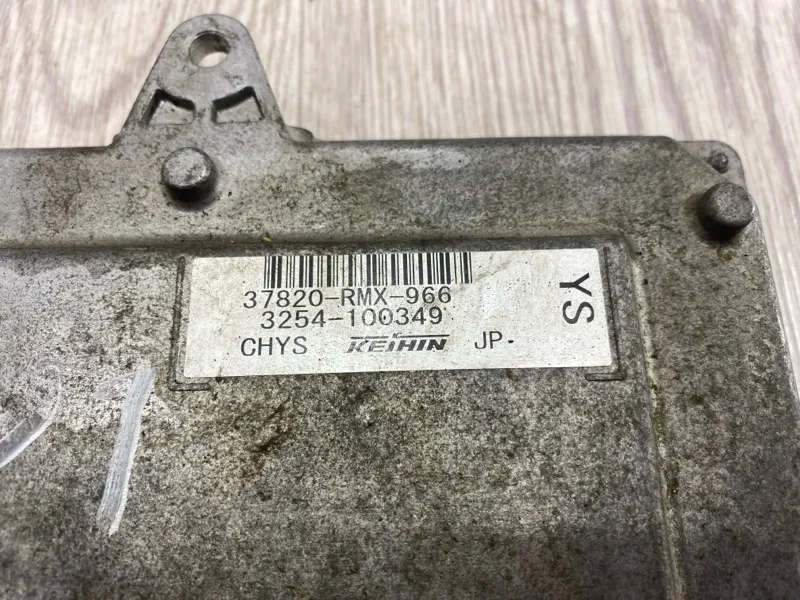 37820-RMX-966
3254-100349
CHYS KEIHIN JP-
YS